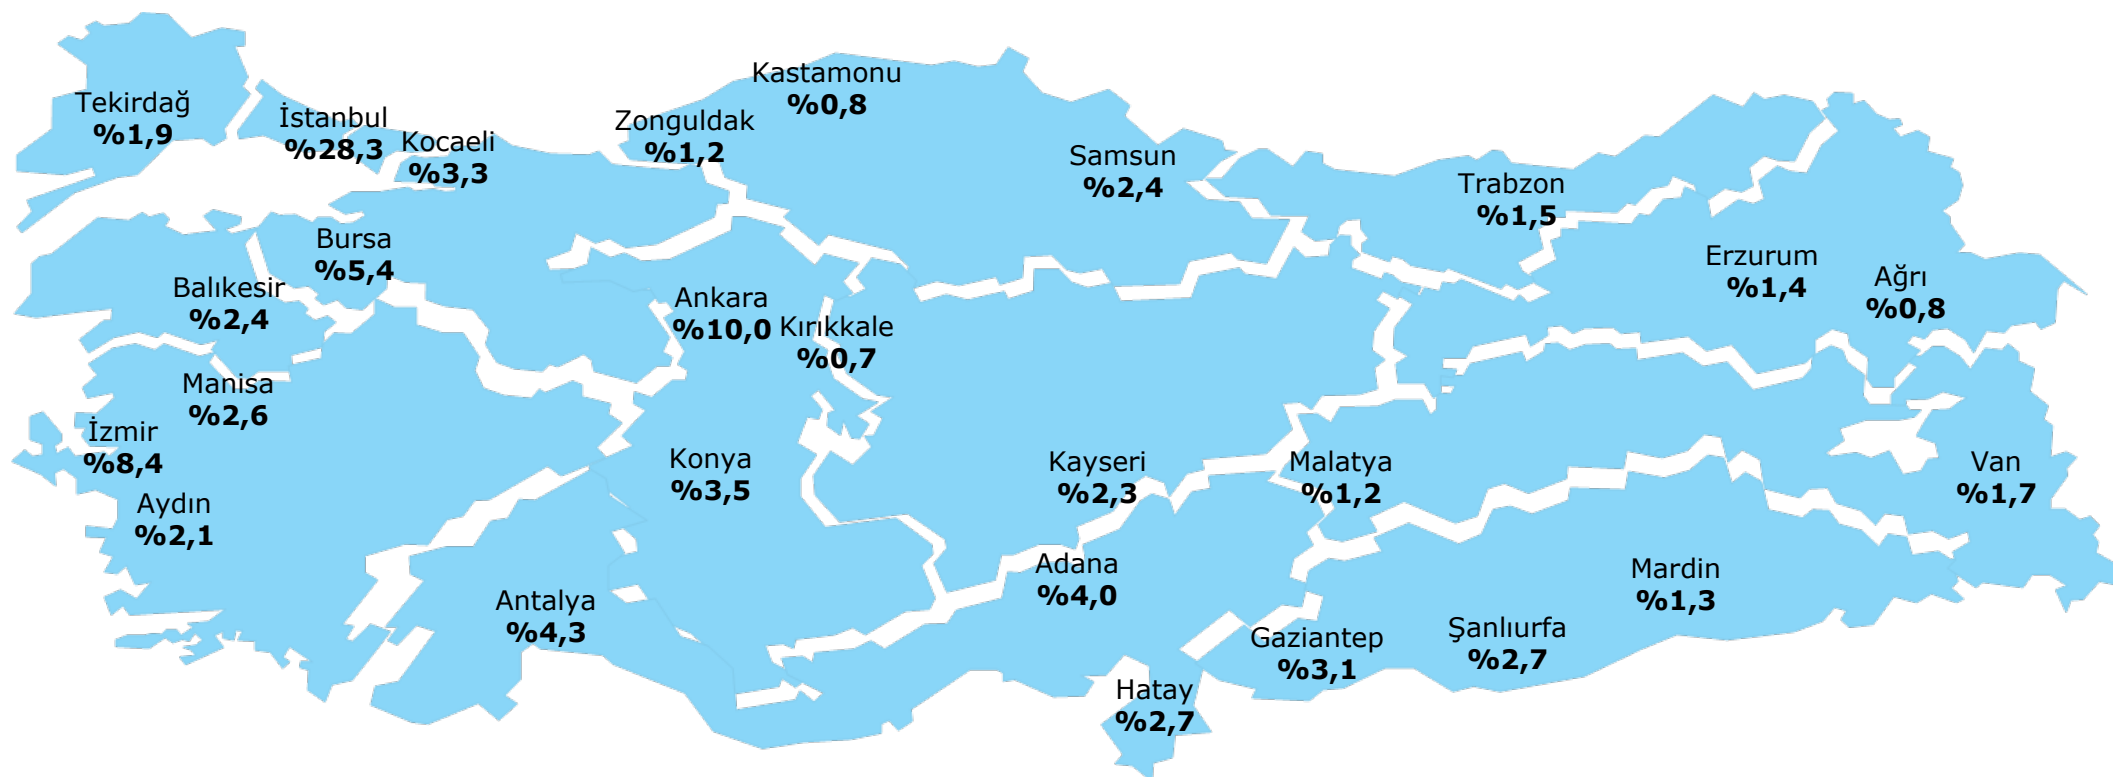 Tekirdağ
%1,9
İstanbul
%28,3
Kocaeli
%3,3
Zonguldak
%1,2
Kastamonu
%0,8
Samsun
%2,4
Trabzon
%1,5
Erzurum
%1,4
Ağrı
%0,8
Bursa
%5,4
Balıkesir
%2,4
Ankara
%10,0
Kırıkkale
%0,7
Manisa
%2,6
İzmir
%8,4
Aydın
%2,1
Konya
%3,5
Kayseri
%2,3
Malatya
%1,2
Van
%1,7
Antalya
%4,3
Adana
%4,0
Mardin
%1,3
Gaziantep
%3,1
Şanlıurfa
%2,7
Hatay
%2,7